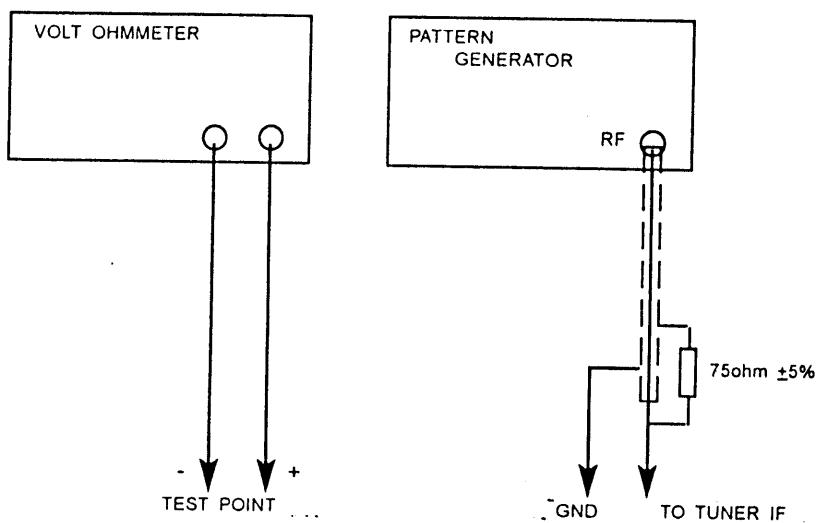 VOLT OHMMETER
PATTERN
GENERATOR
RF
75ohm ±5%
- +
TEST POINT
GND
TO TUNER IF